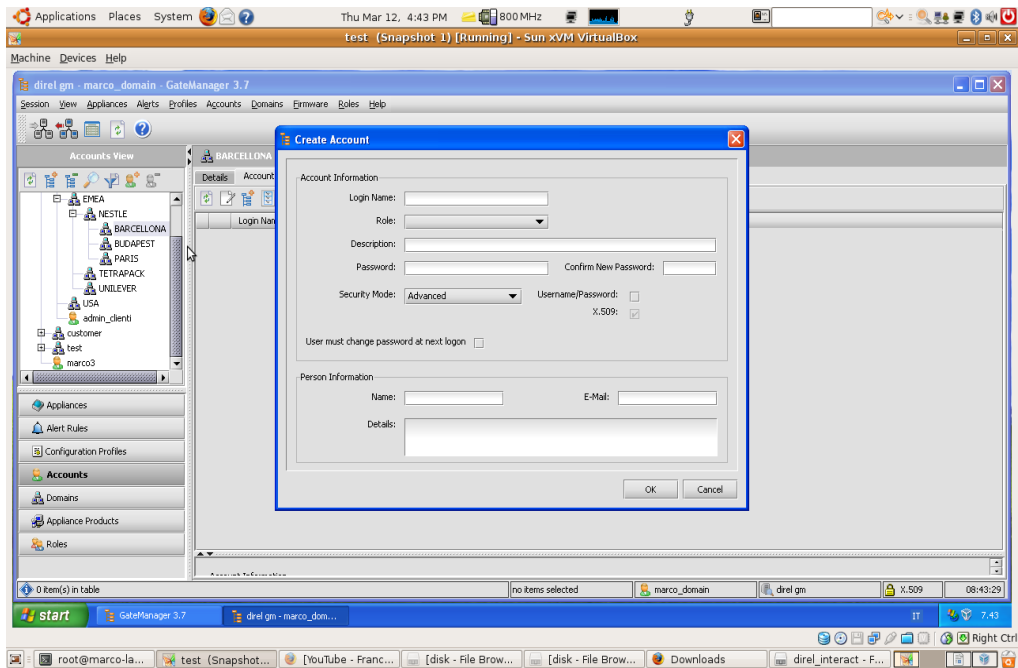 Applications Places System Thu Mar 12, 4:43 PM 800 MHz
test (Snapshot 1) [Running] - Sun xVM VirtualBox
Machine Devices Help
direl gm - marco_domain - GateManager 3.7
Session View Appliances Alerts Profiles Accounts Domains Firmware Roles Help
Accounts View
BARCELLONA
Details Account
Login Nan
EMEA
NESTLE
BARCELLONA
BUDAPEST
PARIS
TETRAPACK
UNILEVER
USA
admin_clienti
customer
test
marco3
Appliances
Alert Rules
Configuration Profiles
Accounts
Domains
Appliance Products
Roles
Create Account
Account Information
Login Name:
Role:
Description:
Password: Confirm New Password:
Security Mode: Advanced Username/Password:
X.509:
User must change password at next logon
Person Information
Name: E-Mail:
Details:
OK Cancel
Account Information
0 item(s) in table no items selected marco_domain direl gm X.509 08:43:29
start GateManager 3.7 direl gm - marco_dom... IT 7.43
Right Ctrl
root@marco-la... test (Snapshot... [YouTube - Franc... [disk - File Brow... [disk - File Brow... Downloads direl_interact - F...